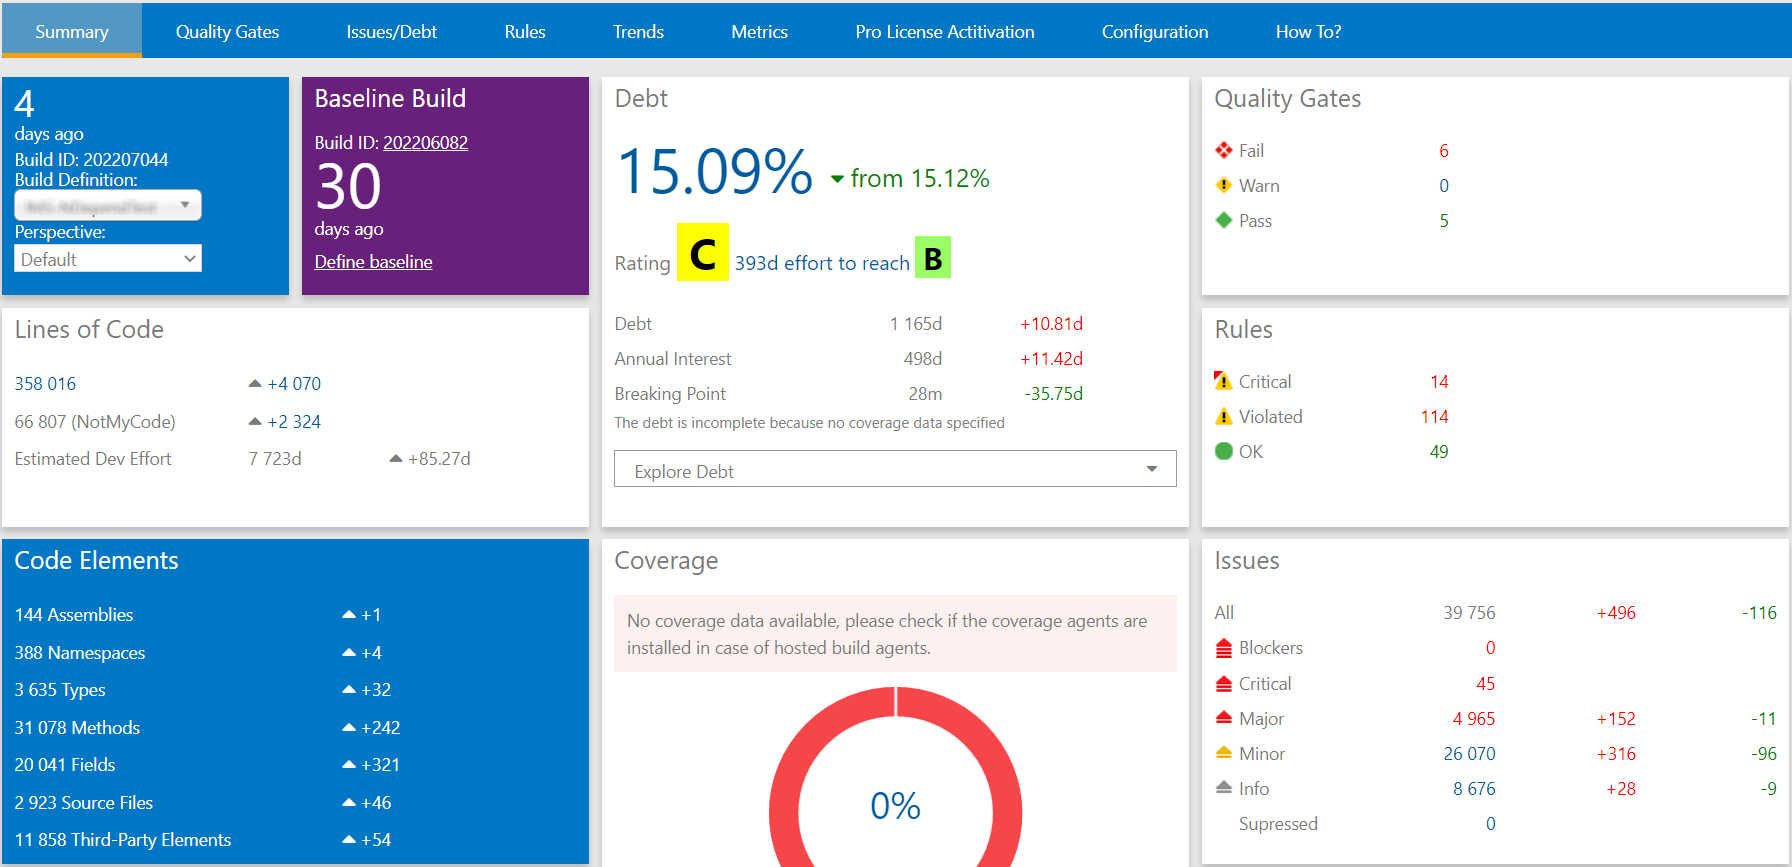 Summary Quality Gates Issues/Debt Rules Trends Metrics Pro License Actitivation Configuration How To?
4
days ago
Build ID: 202207044
Build Definition:
Perspective:
Default
Baseline Build
Build ID: 202206082
30
days ago
Define baseline
Lines of Code
358 016 +4 070
66 807 (NotMyCode) +2 324
Estimated Dev Effort 7 723d +85.27d
Code Elements
144 Assemblies +1
388 Namespaces +4
3 635 Types +32
31 078 Methods +242
20 041 Fields +321
2 923 Source Files +46
11 858 Third-Party Elements +54
Debt
15.09% from 15.12%
Rating C 393d effort to reach B
Debt 1 165d +10.81d
Annual Interest 498d +11.42d
Breaking Point 28m -35.75d
The debt is incomplete because no coverage data specified
Explore Debt
Coverage
No coverage data available, please check if the coverage agents are
installed in case of hosted build agents.
0%
Quality Gates
Fail 6
Warn 0
Pass 5
Rules
Critical 14
Violated 114
OK 49
Issues
All 39 756 +496 -116
Blockers 0
Critical 45
Major 4 965 +152 -11
Minor 26 070 +316 -96
Info 8 676 +28 -9
Supressed 0